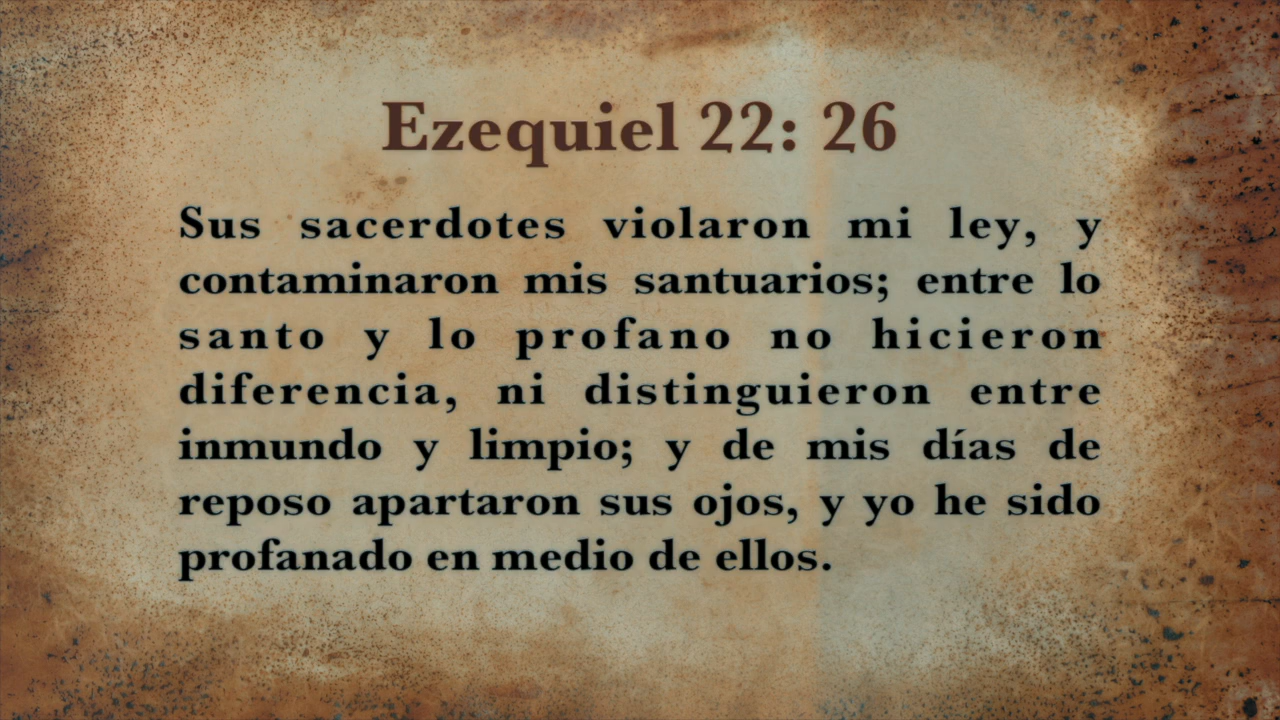 Ezequiel 22: 26
Sus sacerdotes violaron mi ley, y
contaminaron mis santuarios; entre lo
santo y lo profano no hicieron
diferencia, ni distinguieron entre
inmundo y limpio; y de mis días de
reposo apartaron sus ojos, y yo he sido
profanado en medio de ellos.